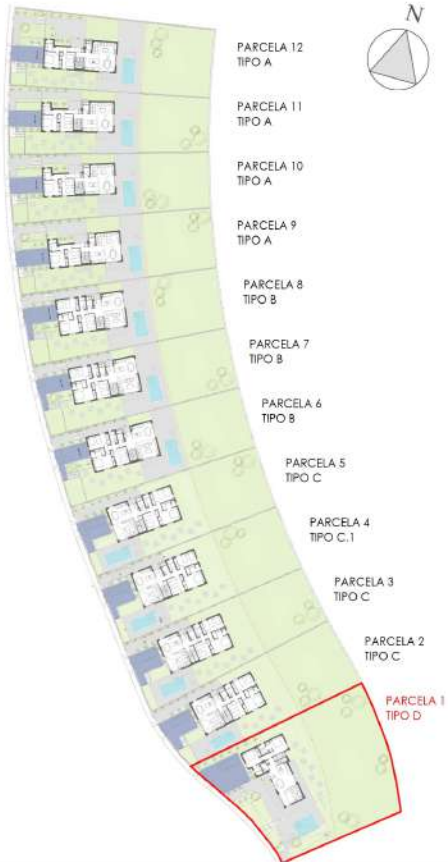 N
PARCELA 12
TIPO A
PARCELA 11
TIPO A
PARCELA 10
TIPO A
PARCELA 9
TIPO A
PARCELA 8
TIPO B
PARCELA 7
TIPO B
PARCELA 6
TIPO B
PARCELA 5
TIPO C
PARCELA 4
TIPO C.1
PARCELA 3
TIPO C
PARCELA 2
TIPO C
PARCELA 1
TIPO D